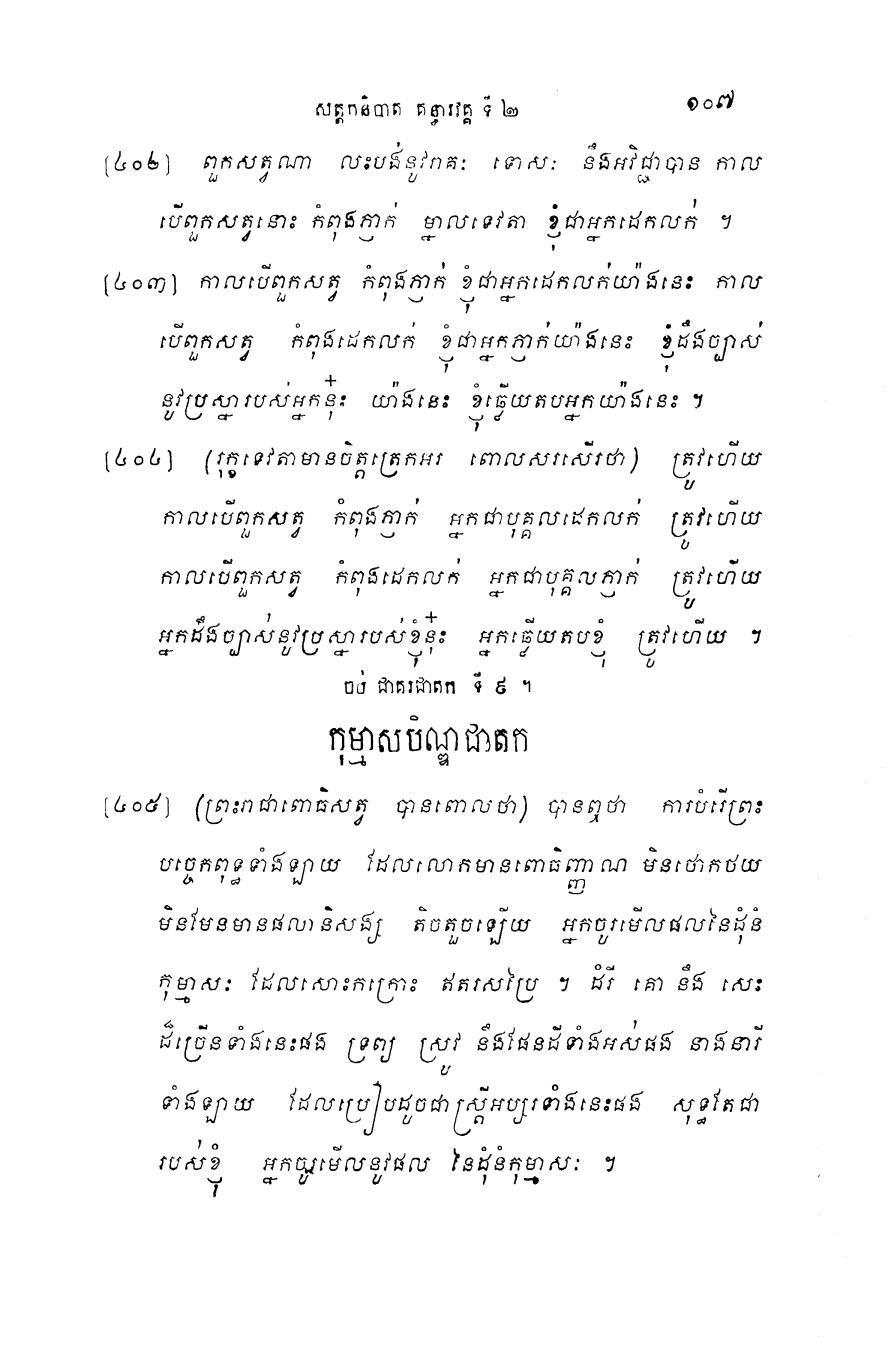 សត្តកនិបាត គន្ធារវគ្គ ទី ២ ១០៧
[៤០២] ពួកសត្វណា លះបង់នូវរាគៈ ទោសៈ នឹងអវិជ្ជាបាន កាល
បើពួកសត្វនោះ កំពុងភ្ញាក់ ម្នាលទេវតា ខ្ញុំជាអ្នកដេកលក់ ។
[៤០៣] កាលបើពួកសត្វ កំពុងភ្ញាក់ ខ្ញុំជាអ្នកដេកលក់យ៉ាងនេះ កាល
បើពួកសត្វ កំពុងដេកលក់ ខ្ញុំជាអ្នកភ្ញាក់យ៉ាងនេះ ខ្ញុំដឹងច្បាស់
នូវប្រស្នារបស់អ្នកនុ៎ះ យ៉ាងនេះ ខ្ញុំឆ្លើយតបអ្នកយ៉ាងនេះ ។
[៤០៤] (រុក្ខទេវតាមានចិត្តត្រេកអរ ពោលសរសើរថា) ត្រូវហើយ
កាលបើពួកសត្វ កំពុងភ្ញាក់ អ្នកជាបុគ្គលដេកលក់ ត្រូវហើយ
កាលបើពួកសត្វ កំពុងដេកលក់ អ្នកជាបុគ្គលភ្ញាក់ ត្រូវហើយ
អ្នកដឹងច្បាស់នូវប្រស្នារបស់ខ្ញុំនុ៎ះ អ្នកឆ្លើយតបខ្ញុំ ត្រូវហើយ ។
ចប់ ជាគរជាតក ទី ៩ ។
កុម្មាសបិណ្ឌជាតក
[៤០៥] (ព្រះរាជាពោធិសត្វ បានពោលថា) បានឮថា ការបំរើព្រះ
បច្ចេកពុទ្ធទាំងឡាយ ដែលលោកមានពោធិញ្ញាណ មិនថោកថយ
មិនមែនមានផលានិសង្ឃ តិចតួចឡើយ អ្នកចូរមើលផលនៃដុំនំ
កុម្មាសៈ ដែលសោះកក្រោះ ឥតរសប្រៃ ។ ដំរី គោ នឹង សេះ
ដ៏ច្រើនទាំងនេះផង ទ្រព្យ ស្រូវ នឹងផែនដីទាំងអស់ផង នាងនារី
ទាំងឡាយ ដែលប្រៀបដូចជាស្ត្រីអប្សរទាំងនេះផង សុទ្ធតែជា
របស់ខ្ញុំ អ្នកចូរមើលនូវផល នៃដុំនំកុម្មាសៈ ។